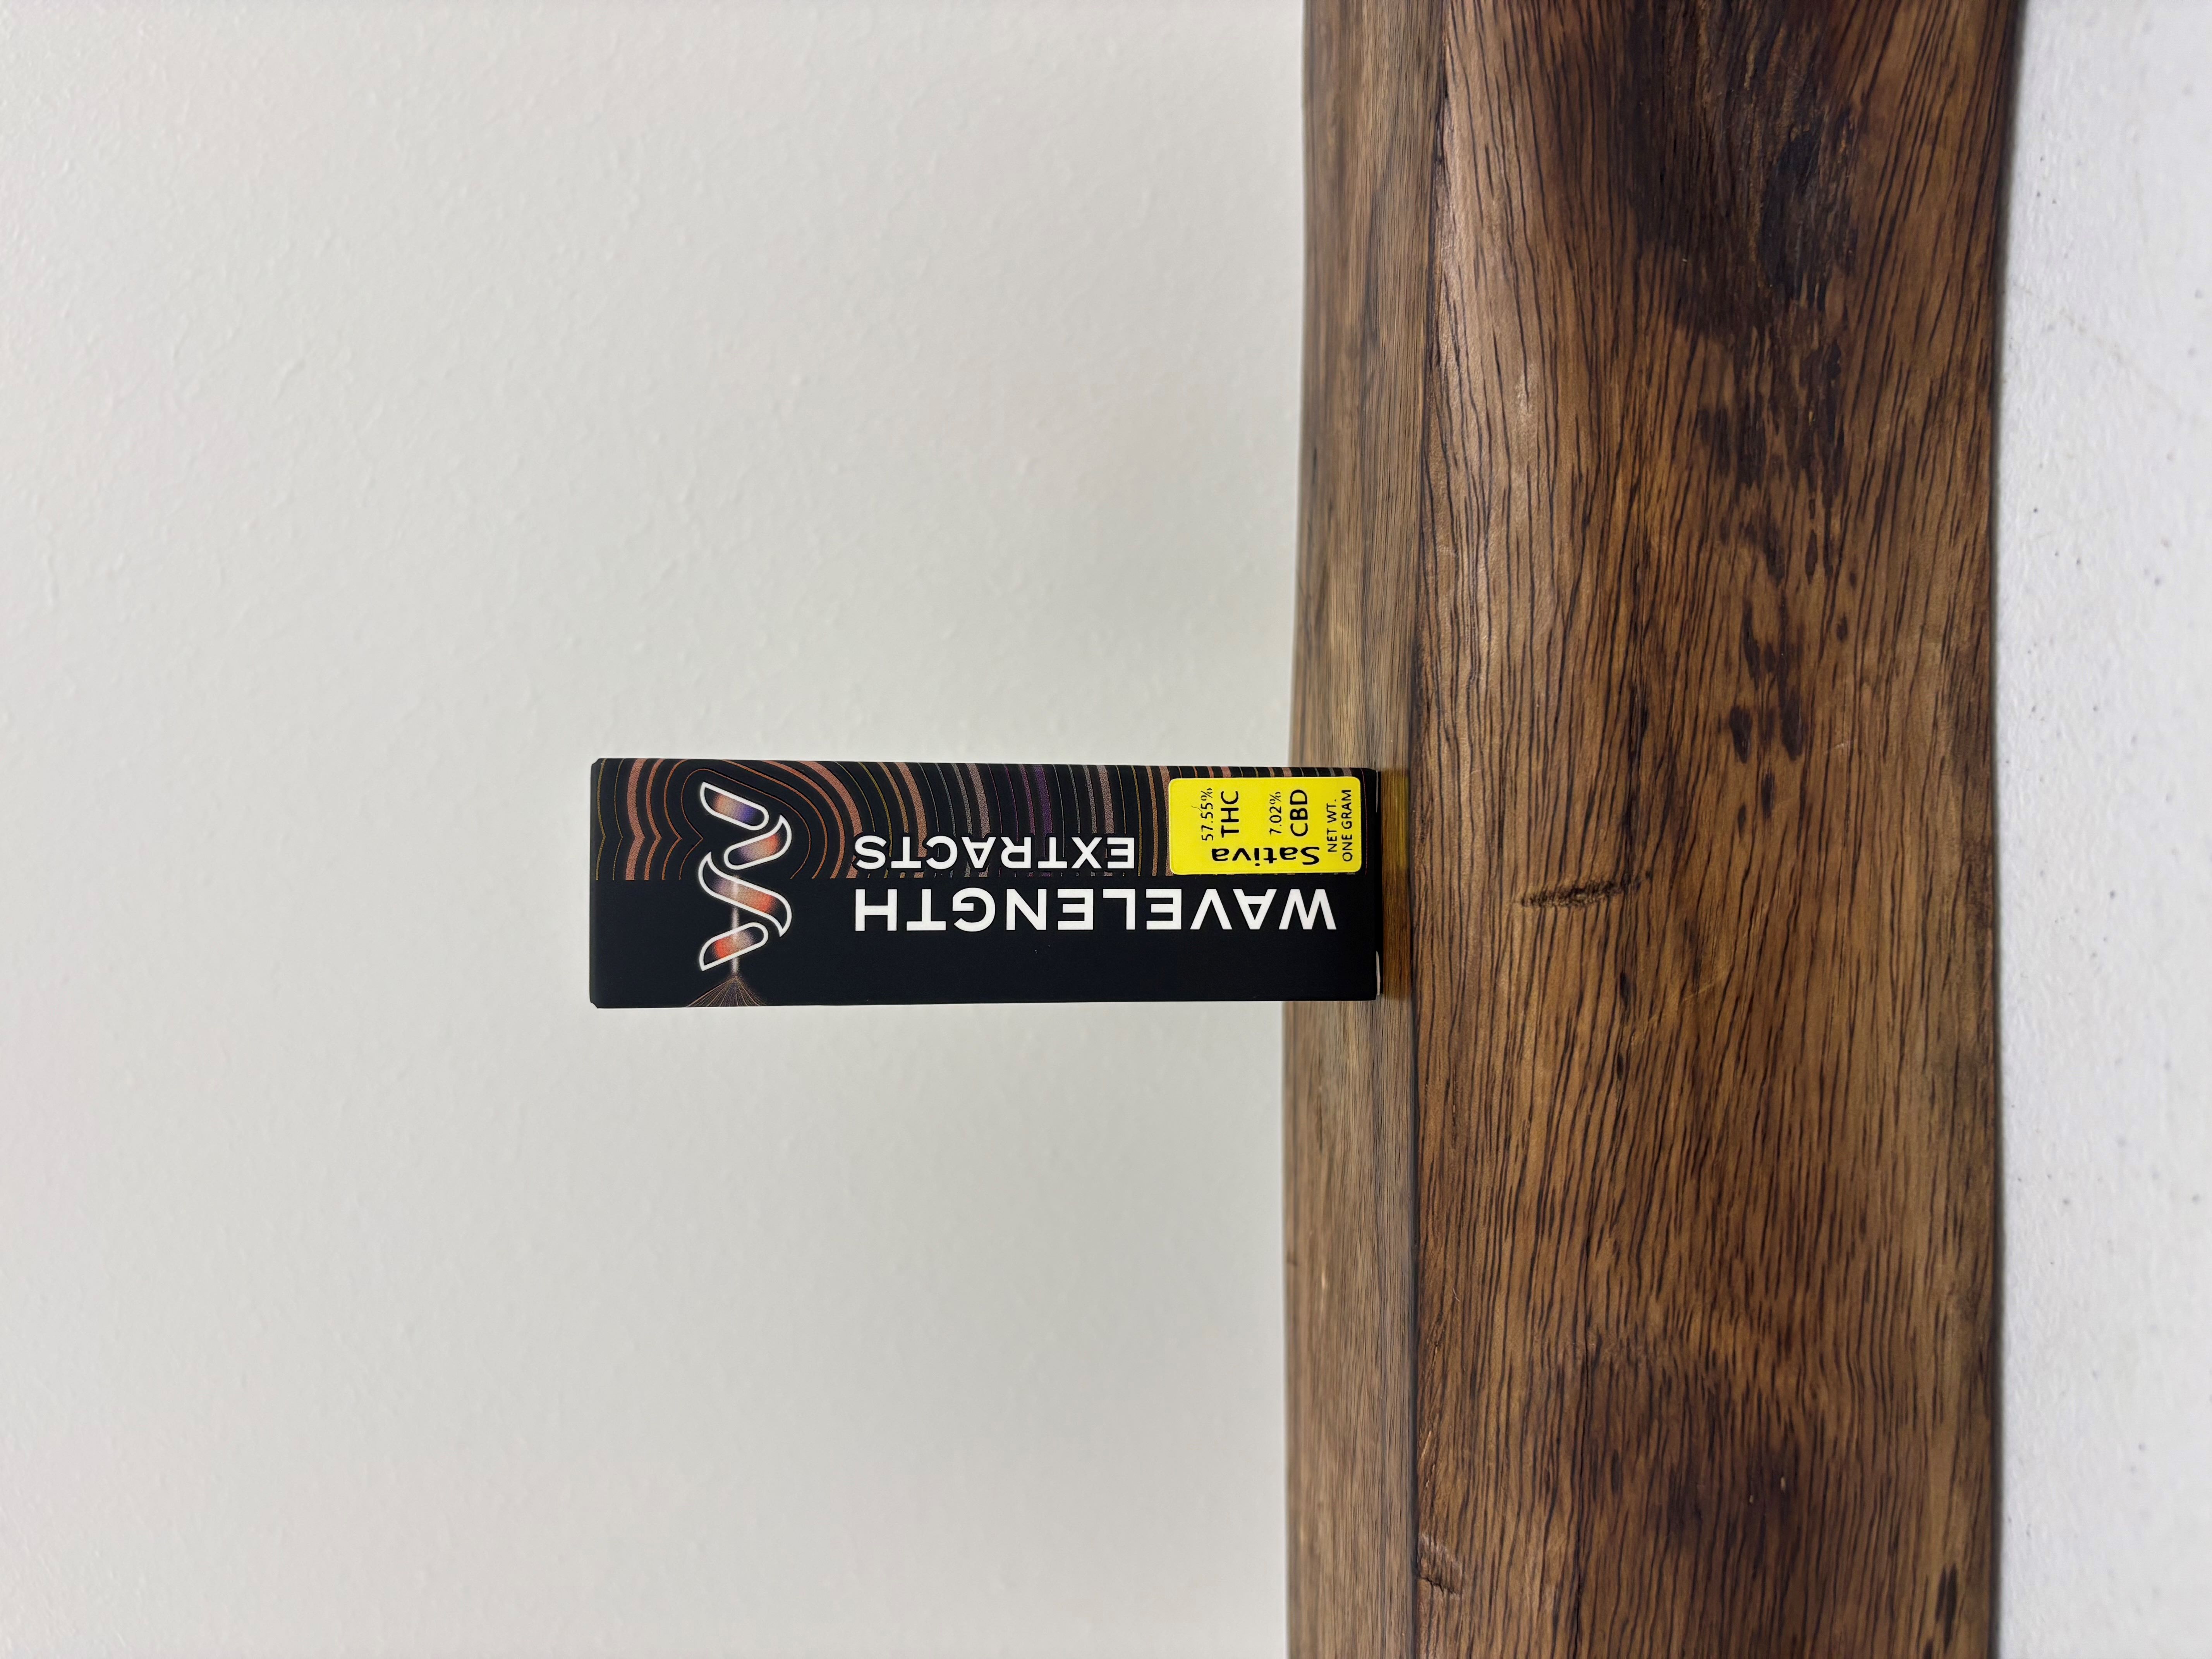 WAVELENGTH
EXTRACTS
Sativa
57.55%
THC
7.02%
CBD
NET WT.
ONE GRAM